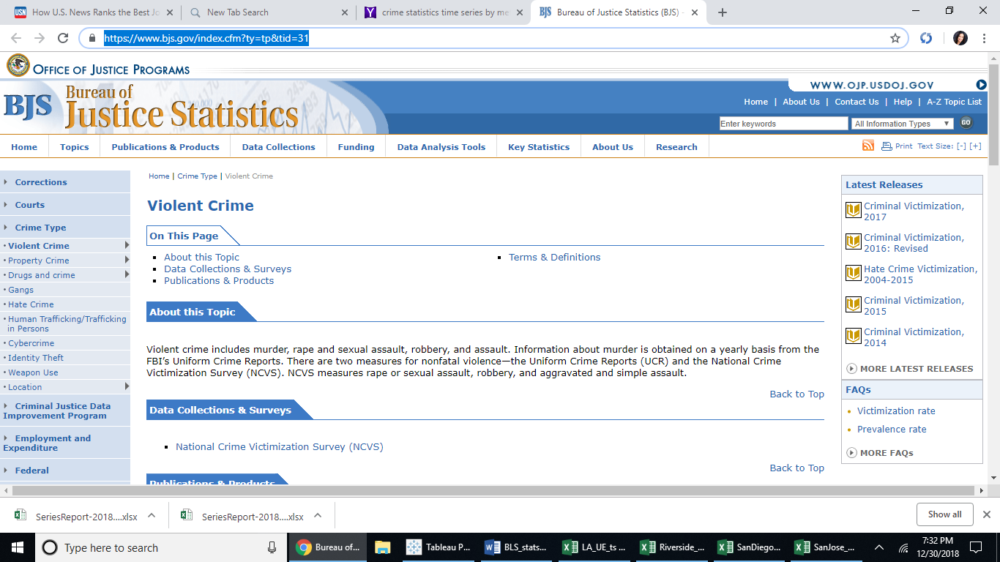 How U.S. News Ranks the Best Jo
New Tab Search
crime statistics time series by me
Bureau of Justice Statistics (BJS) -
https://www.bjs.gov/index.cfm?ty=tp&tid=31
OFFICE OF JUSTICE PROGRAMS
WWW.OJP.USDOJ.GOV
BJS Bureau of
Justice Statistics
Home | About Us | Contact Us | Help | A-Z Topic List
Enter keywords All Information Types GO
Home Topics Publications & Products Data Collections Funding Data Analysis Tools Key Statistics About Us Research
Print Text Size: [-] [+]
Corrections
Courts
Crime Type
Violent Crime
Property Crime
Drugs and crime
Gangs
Hate Crime
Human Trafficking/Trafficking
in Persons
Cybercrime
Identity Theft
Weapon Use
Location
Criminal Justice Data
Improvement Program
Employment and
Expenditure
Federal
Home | Crime Type | Violent Crime
Violent Crime
On This Page
About this Topic
Data Collections & Surveys
Publications & Products
Terms & Definitions
About this Topic
Violent crime includes murder, rape and sexual assault, robbery, and assault. Information about murder is obtained on a yearly basis from the
FBI's Uniform Crime Reports. There are two measures for nonfatal violence—the Uniform Crime Reports (UCR) and the National Crime
Victimization Survey (NCVS). NCVS measures rape or sexual assault, robbery, and aggravated and simple assault.
Back to Top
Data Collections & Surveys
National Crime Victimization Survey (NCVS)
Back to Top
Publications & Products
Latest Releases
Criminal Victimization,
2017
Criminal Victimization,
2016: Revised
Hate Crime Victimization,
2004-2015
Criminal Victimization,
2015
Criminal Victimization,
2014
MORE LATEST RELEASES
FAQs
Victimization rate
Prevalence rate
MORE FAQs
SeriesReport-2018....xlsx
SeriesReport-2018....xlsx
Show all
Type here to search
Bureau of...
Tableau P...
BLS_stats...
LA_UE_ts ...
Riverside_...
SanDiego...
SanJose_...
7:32 PM
12/30/2018